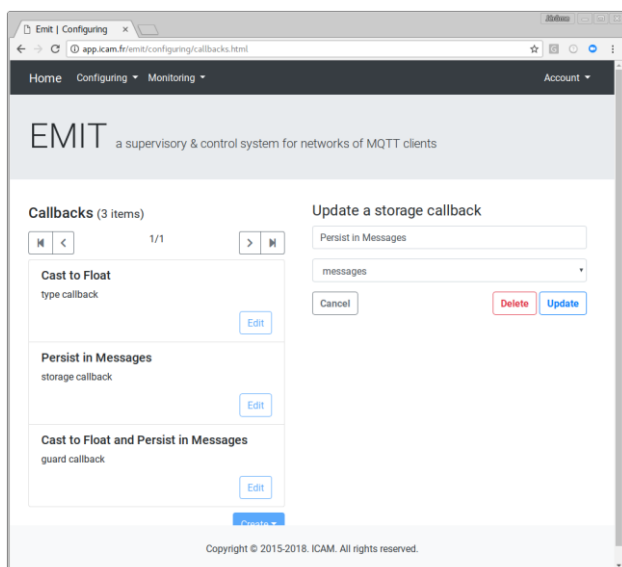 Emit | Configuring
app.icam.fr/emit/configuring/callbacks.html
Home Configuring Monitoring Account
EMIT a supervisory & control system for networks of MQTT clients
Callbacks (3 items)
1/1
Cast to Float
type callback
Edit
Persist in Messages
storage callback
Edit
Cast to Float and Persist in Messages
guard callback
Edit
Create
Update a storage callback
Persist in Messages
messages
Cancel Delete Update
Copyright © 2015-2018. ICAM. All rights reserved.